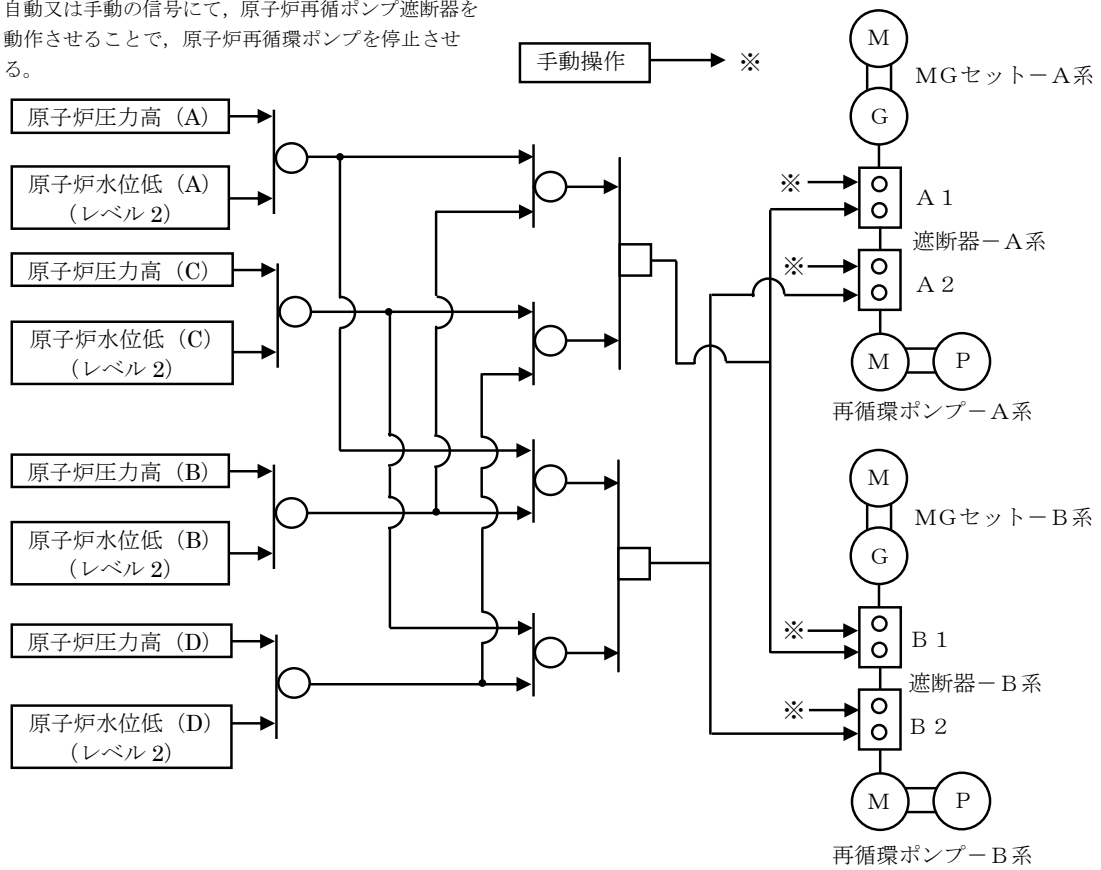 自動又は手動の信号にて，原子炉再循ポンプ遮断器を
動作させることで，原子炉再循環ポンプを停止させ
る。
手動操作
※
原子炉圧力高（A）
原子炉水位低（A）
（レベル 2）
原子炉圧力高（C）
原子炉水位低（C）
（レベル 2）
原子炉圧力高（B）
原子炉水位低（B）
（レベル 2）
原子炉圧力高（D）
原子炉水位低（D）
（レベル 2）
M
MGセット－A系
G
※
A１
遮断器－A系
※
A２
M
P
再循環ポンプ－A系
M
MGセット－B系
G
※
B１
遮断器－B系
※
B２
M
P
再循環ポンプ－B系